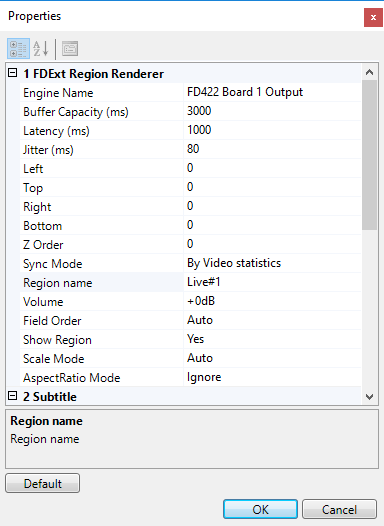 Properties
x
A
Z
1 FDExt Region Renderer
Engine Name FD422 Board 1 Output
Buffer Capacity (ms) 3000
Latency (ms) 1000
Jitter (ms) 80
Left 0
Top 0
Right 0
Bottom 0
Z Order 0
Sync Mode By Video statistics
Region name Live#1
Volume +0dB
Field Order Auto
Show Region Yes
Scale Mode Auto
AspectRatio Mode Ignore
2 Subtitle
Region name
Region name
Default
OK Cancel